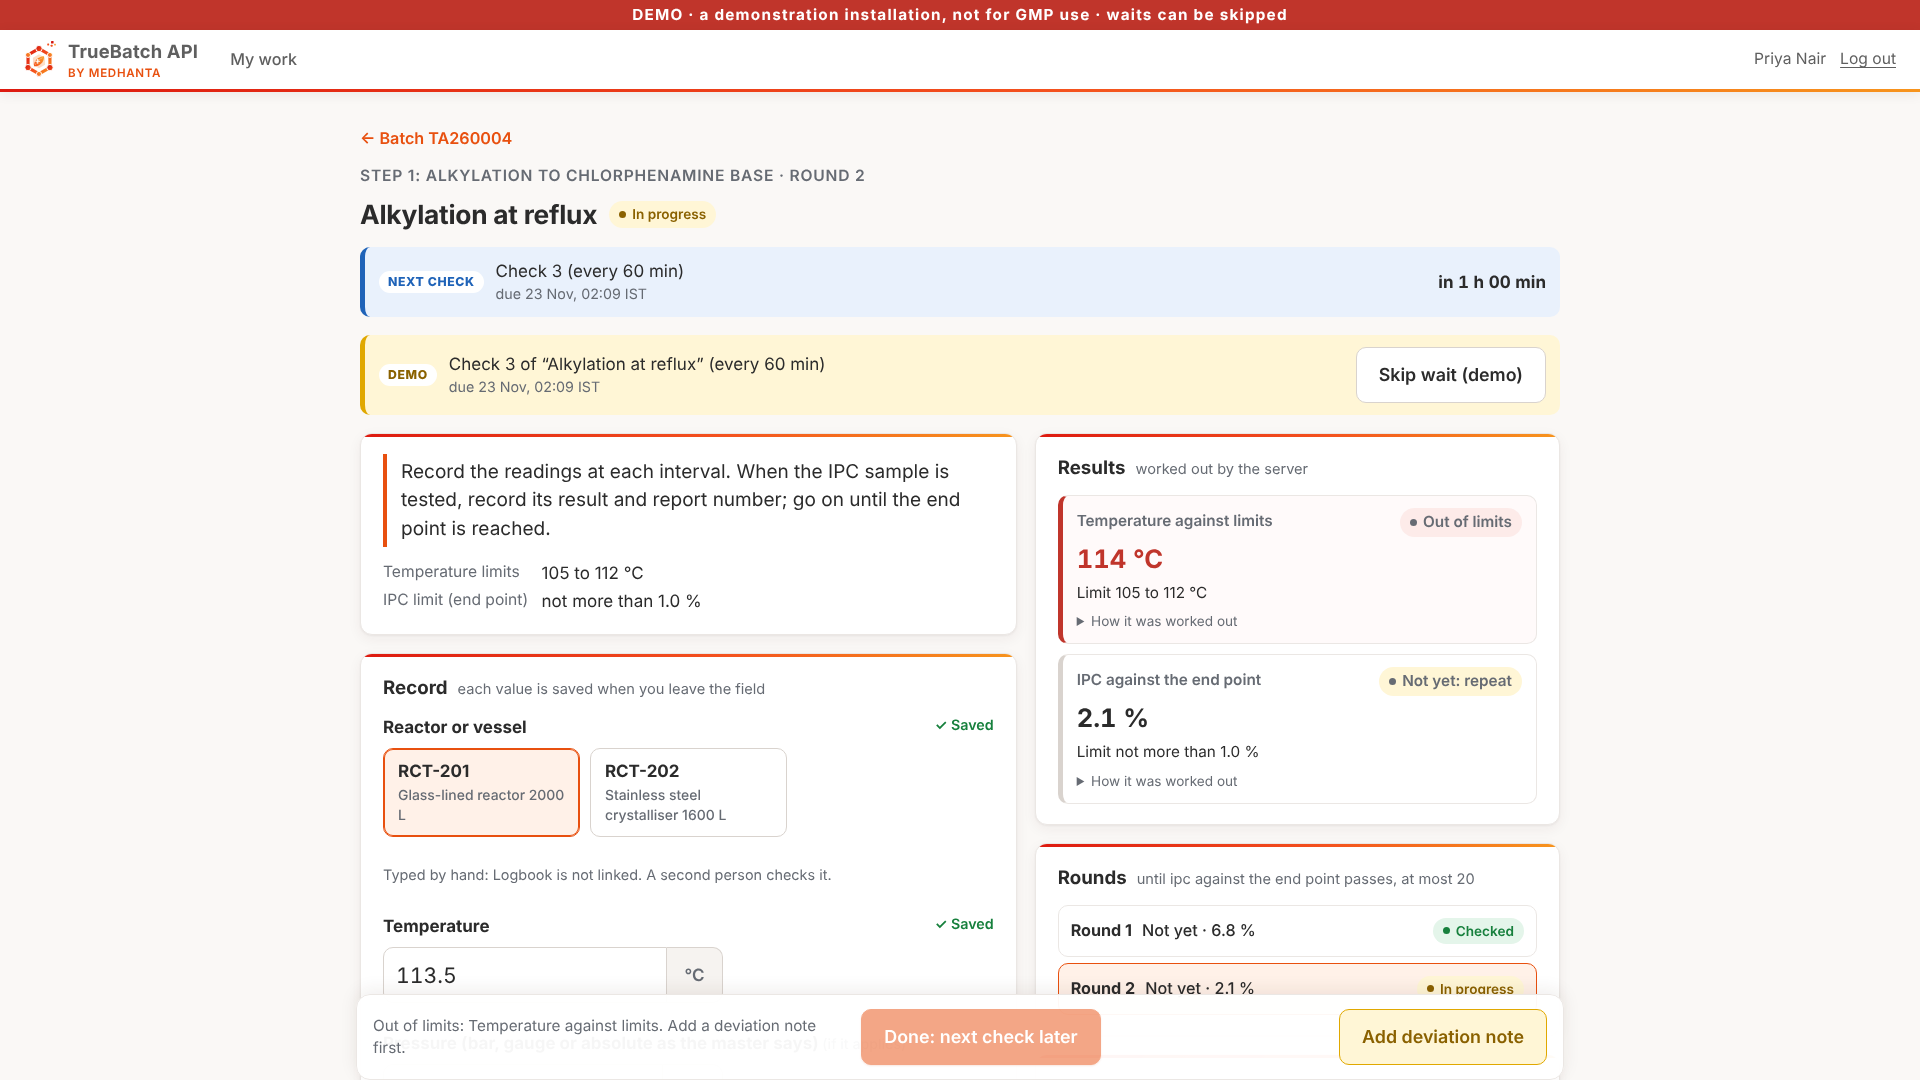 DEMO · a demonstration installation, not for GMP use · waits can be skipped
TrueBatch API
BY MEDHANTA
My work
Priya Nair
Log out
← Batch TA260004
STEP 1: ALKYLATION TO CHLORPHENAMINE BASE · ROUND 2
Alkylation at reflux
In progress
NEXT CHECK
Check 3 (every 60 min)
due 23 Nov, 02:09 IST
in 1 h 00 min
DEMO
Check 3 of “Alkylation at reflux” (every 60 min)
due 23 Nov, 02:09 IST
Skip wait (demo)
Record the readings at each interval. When the IPC sample is
tested, record its result and report number; go on until the end
point is reached.
Temperature limits 105 to 112 °C
IPC limit (end point) not more than 1.0 %
Record each value is saved when you leave the field
Reactor or vessel
✓ Saved
RCT-201
Glass-lined reactor 2000
L
RCT-202
Stainless steel
crystalliser 1600 L
Typed by hand: Logbook is not linked. A second person checks it.
Temperature
✓ Saved
113.5
°C
Results worked out by the server
Temperature against limits
Out of limits
114 °C
Limit 105 to 112 °C
How it was worked out
IPC against the end point
Not yet: repeat
2.1 %
Limit not more than 1.0 %
How it was worked out
Rounds until ipc against the end point passes, at most 20
Round 1 Not yet · 6.8 %
Checked
Round 2 Not yet · 2.1 %
In progress
Out of limits: Temperature against limits. Add a deviation note
first.
Pressure (bar, gauge or absolute as the master says)
Done: next check later
Add deviation note